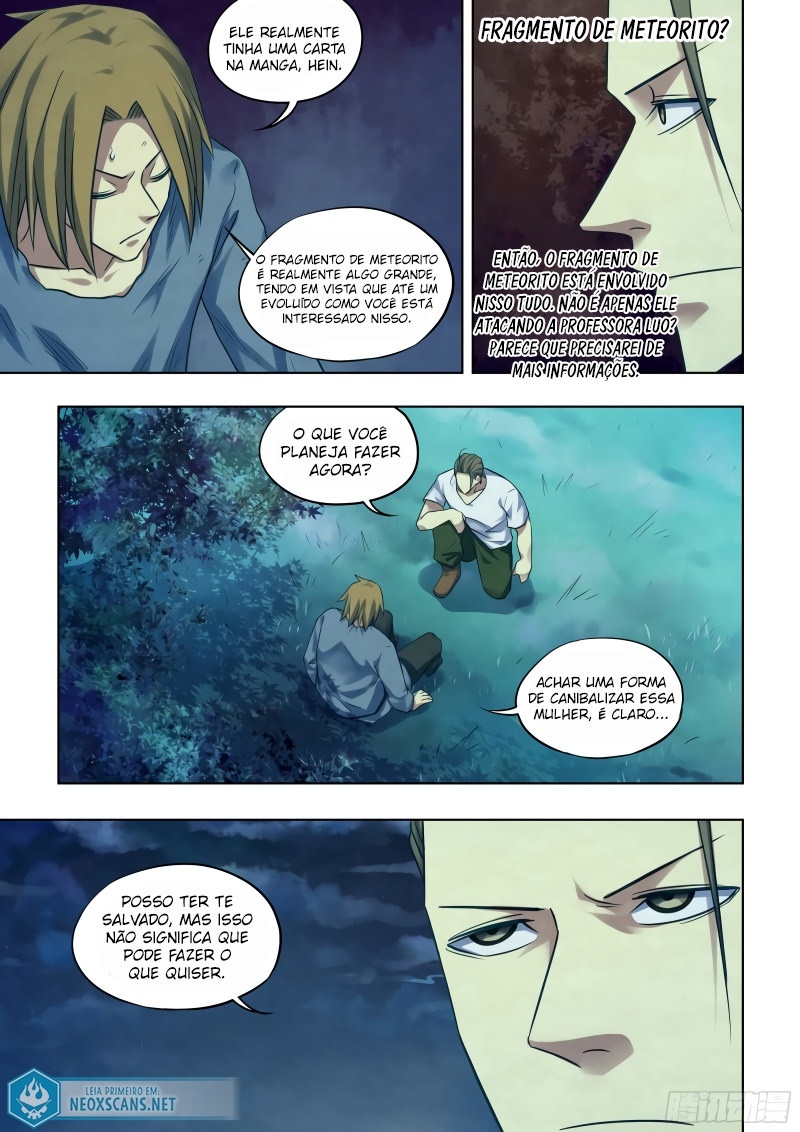 ELE REALMENTE
TINHA UMA CARTA
NA MANGA, HEIN.
O FRAGMENTO DE METEORITO
É REALMENTE ALGO GRANDE,
TENDO EM VISTA QUE ATÉ UM
EVOLUÍDO COMO VOCÊ ESTÁ
INTERESSADO NISSO.
FRAGMENTO DE METEORITO?
ENTÃO, O FRAGMENTO DE
METEORITO ESTÁ ENVOLVIDO
NISSO TUDO. NÃO É APENAS ELE
ATACANDO A PROFESSORA LUO?
PARECE QUE PRECISAREI DE
MAIS INFORMAÇÕES.
O QUE VOCÊ
PLANEJA FAZER
AGORA?
ACHAR UMA FORMA
DE CANIBALIZAR ESSA
MULHER, É CLARO...
POSSO TER TE
SALVADO, MAS ISSO
NÃO SIGNIFICA QUE
PODE FAZER O
QUE QUISER.
LEIA PRIMEIRO EM:
NEOXSCANS.NET
腾讯动漫